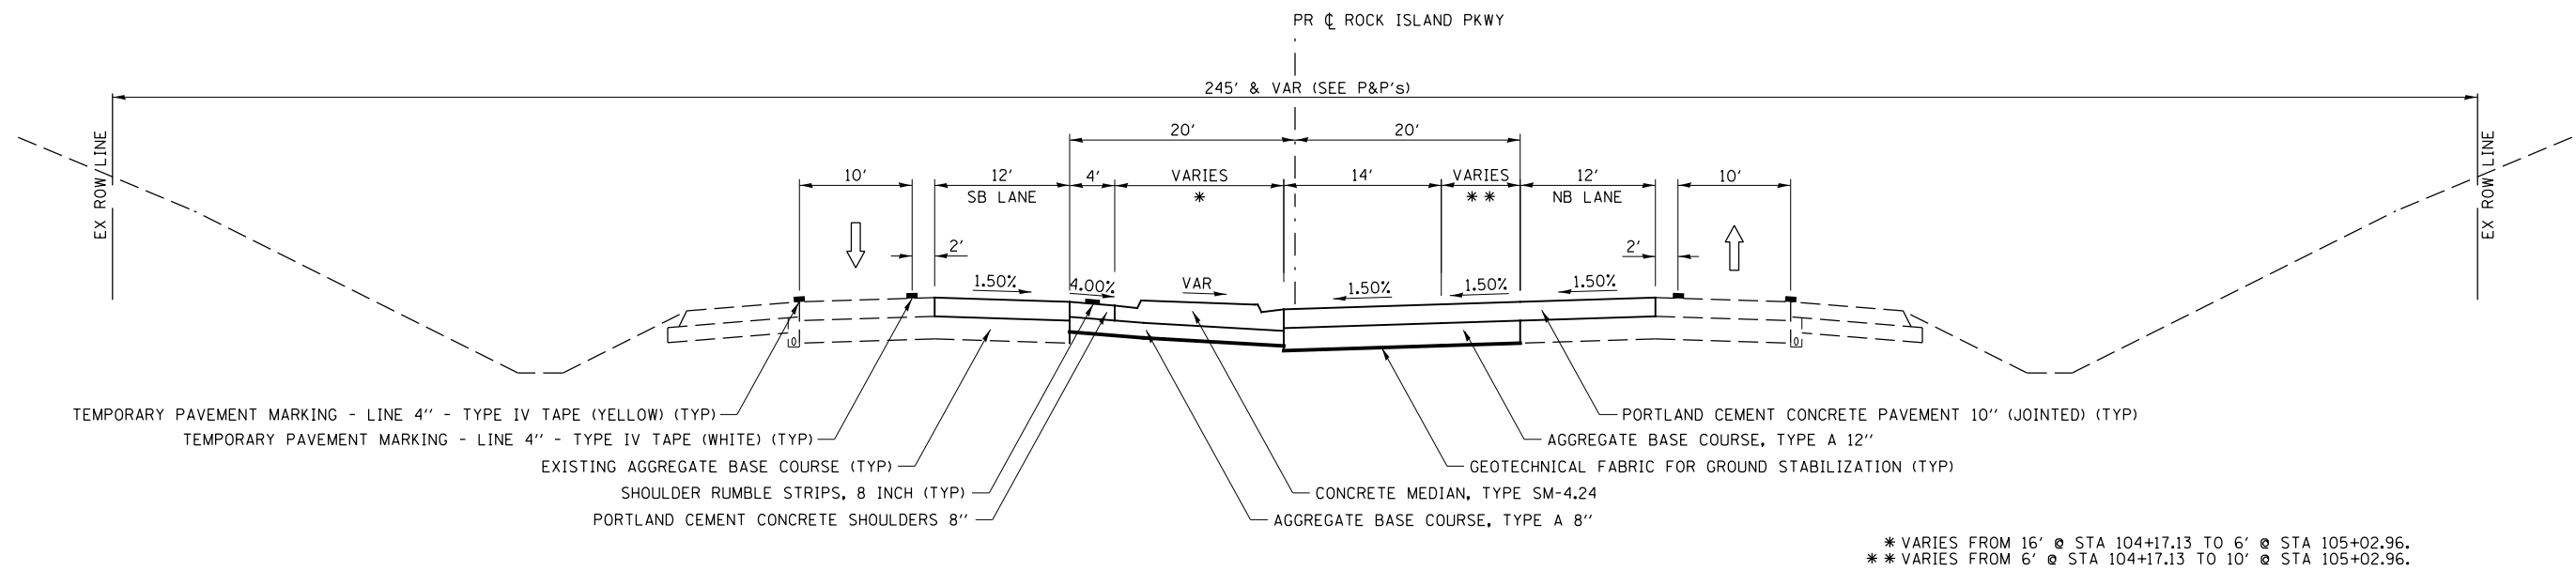 PR ℄ ROCK ISLAND PKWY
245' & VAR (SEE P&P's)
20' 20'
EX ROW LINE
EX ROW LINE
10' 12' 4' VARIES 14' VARIES 12' 10'
SB LANE * ** NB LANE
2' 2'
1.50% 4.00% VAR 1.50% 1.50% 1.50%
TEMPORARY PAVEMENT MARKING - LINE 4'' - TYPE IV TAPE (YELLOW) (TYP)
PORTLAND CEMENT CONCRETE PAVEMENT 10'' (JOINTED) (TYP)
TEMPORARY PAVEMENT MARKING - LINE 4'' - TYPE IV TAPE (WHITE) (TYP)
AGGREGATE BASE COURSE, TYPE A 12''
EXISTING AGGREGATE BASE COURSE (TYP)
GEOTECHNICAL FABRIC FOR GROUND STABILIZATION (TYP)
SHOULDER RUMBLE STRIPS, 8 INCH (TYP)
CONCRETE MEDIAN, TYPE SM-4.24
PORTLAND CEMENT CONCRETE SHOULDERS 8''
AGGREGATE BASE COURSE, TYPE A 8''
* VARIES FROM 16' @ STA 104+17.13 TO 6' @ STA 105+02.96.
** VARIES FROM 6' @ STA 104+17.13 TO 10' @ STA 105+02.96.